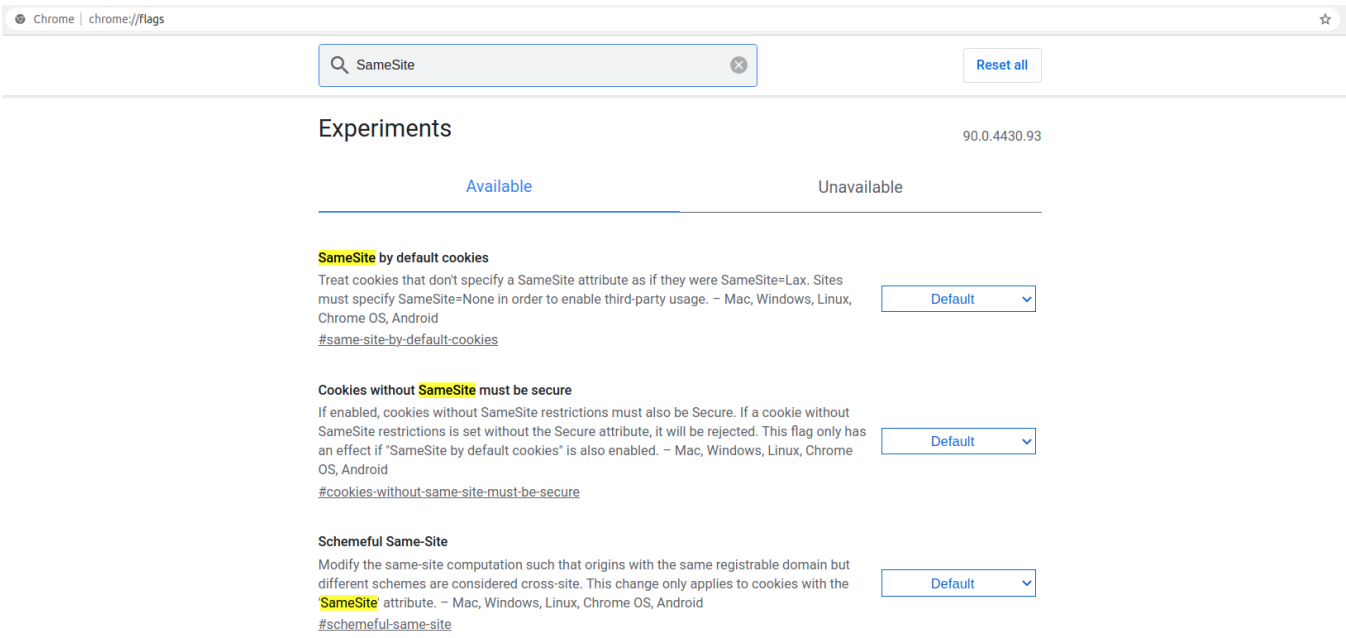 Chrome | chrome://flags
SameSite
Reset all
Experiments
90.0.4430.93
Available
Unavailable
SameSite by default cookies
Treat cookies that don't specify a SameSite attribute as if they were SameSite=Lax. Sites
must specify SameSite=None in order to enable third-party usage. – Mac, Windows, Linux,
Chrome OS, Android
#same-site-by-default-cookies
Default
Cookies without SameSite must be secure
If enabled, cookies without SameSite restrictions must also be Secure. If a cookie without
SameSite restrictions is set without the Secure attribute, it will be rejected. This flag only has
an effect if "SameSite by default cookies" is also enabled. – Mac, Windows, Linux, Chrome
OS, Android
#cookies-without-same-site-must-be-secure
Default
Schemeful Same-Site
Modify the same-site computation such that origins with the same registrable domain but
different schemes are considered cross-site. This change only applies to cookies with the
'SameSite' attribute. – Mac, Windows, Linux, Chrome OS, Android
#schemeful-same-site
Default